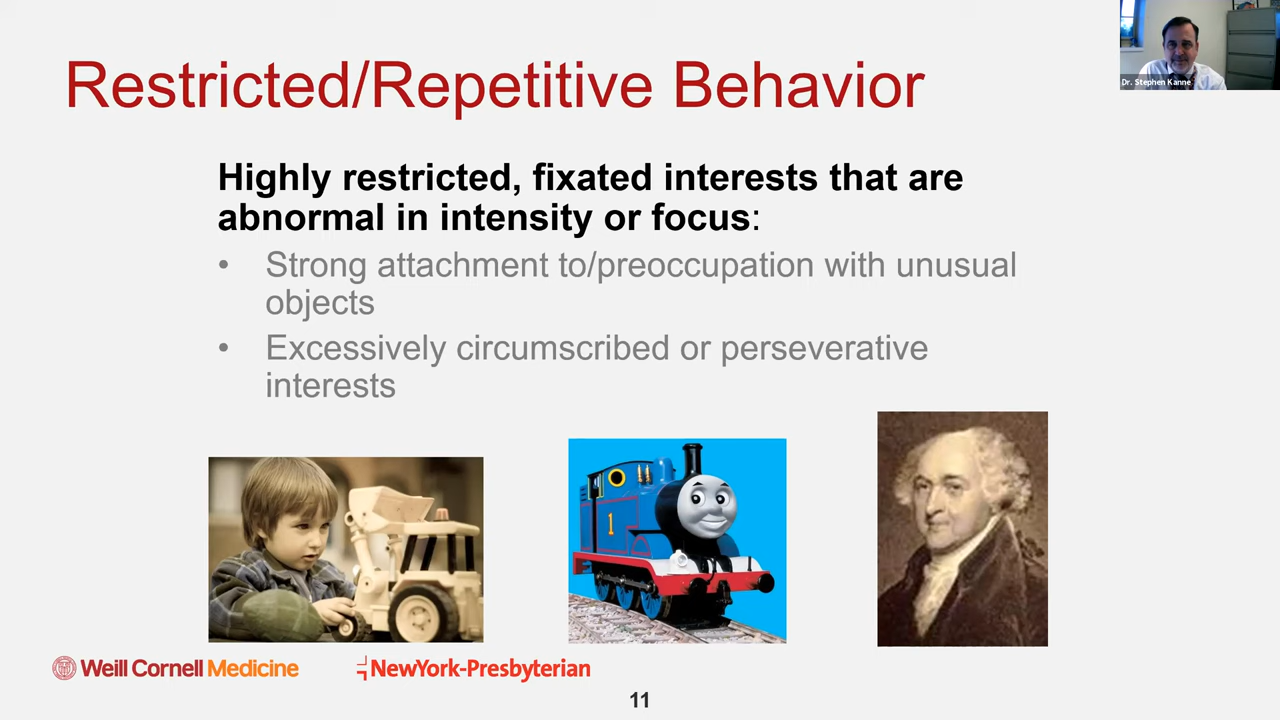 Restricted/Repetitive Behavior
Dr. Stephen Kanne
Highly restricted, fixated interests that are
abnormal in intensity or focus:
• Strong attachment to/preoccupation with unusual
objects
• Excessively circumscribed or perseverative
interests
1
Weill Cornell Medicine
NewYork-Presbyterian
11